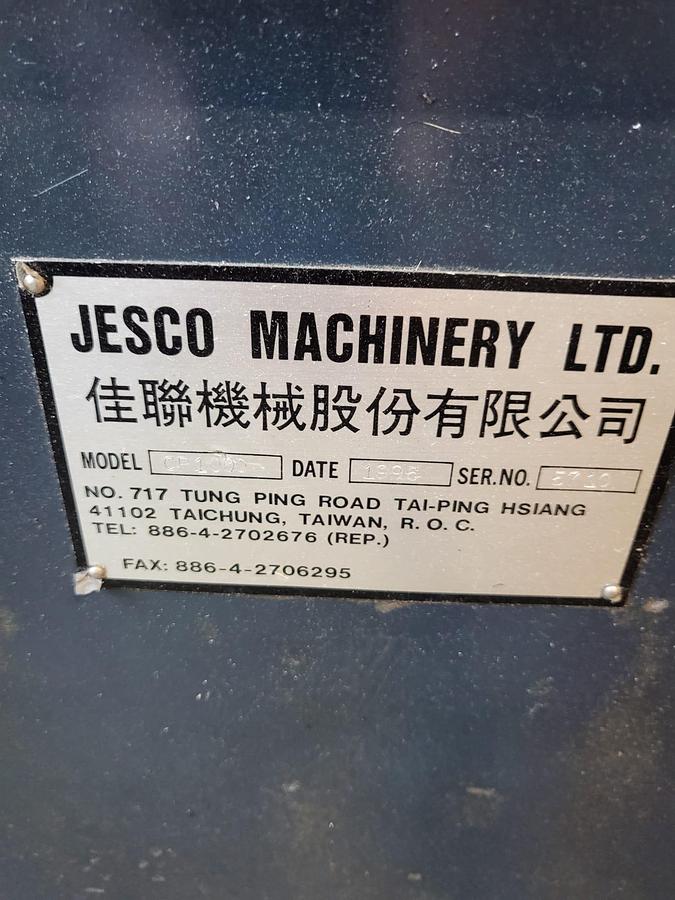 JESCO MACHINERY LTD.
佳聯機械股份有限公司
MODEL DATE 1995 SER.NO.
NO. 717 TUNG PING ROAD TAI-PING HSIANG
41102 TAICHUNG, TAIWAN, R. O. C.
TEL: 886-4-2702676 (REP.)
FAX: 886-4-2706295